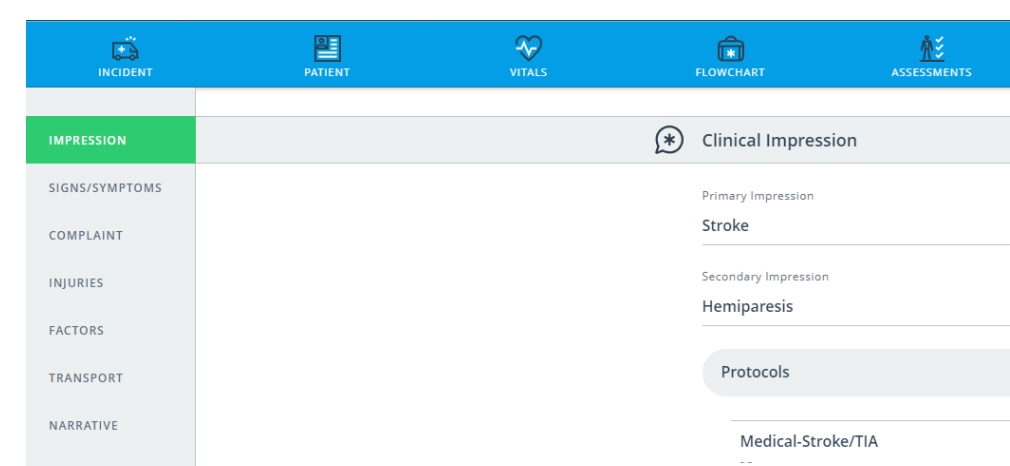 INCIDENT PATIENT VITALS FLOWCHART ASSESSMENTS
IMPRESSION
SIGNS/SYMPTOMS
COMPLAINT
INJURIES
FACTORS
TRANSPORT
NARRATIVE
Clinical Impression
Primary Impression
Stroke
Secondary Impression
Hemiparesis
Protocols
Medical-Stroke/TIA